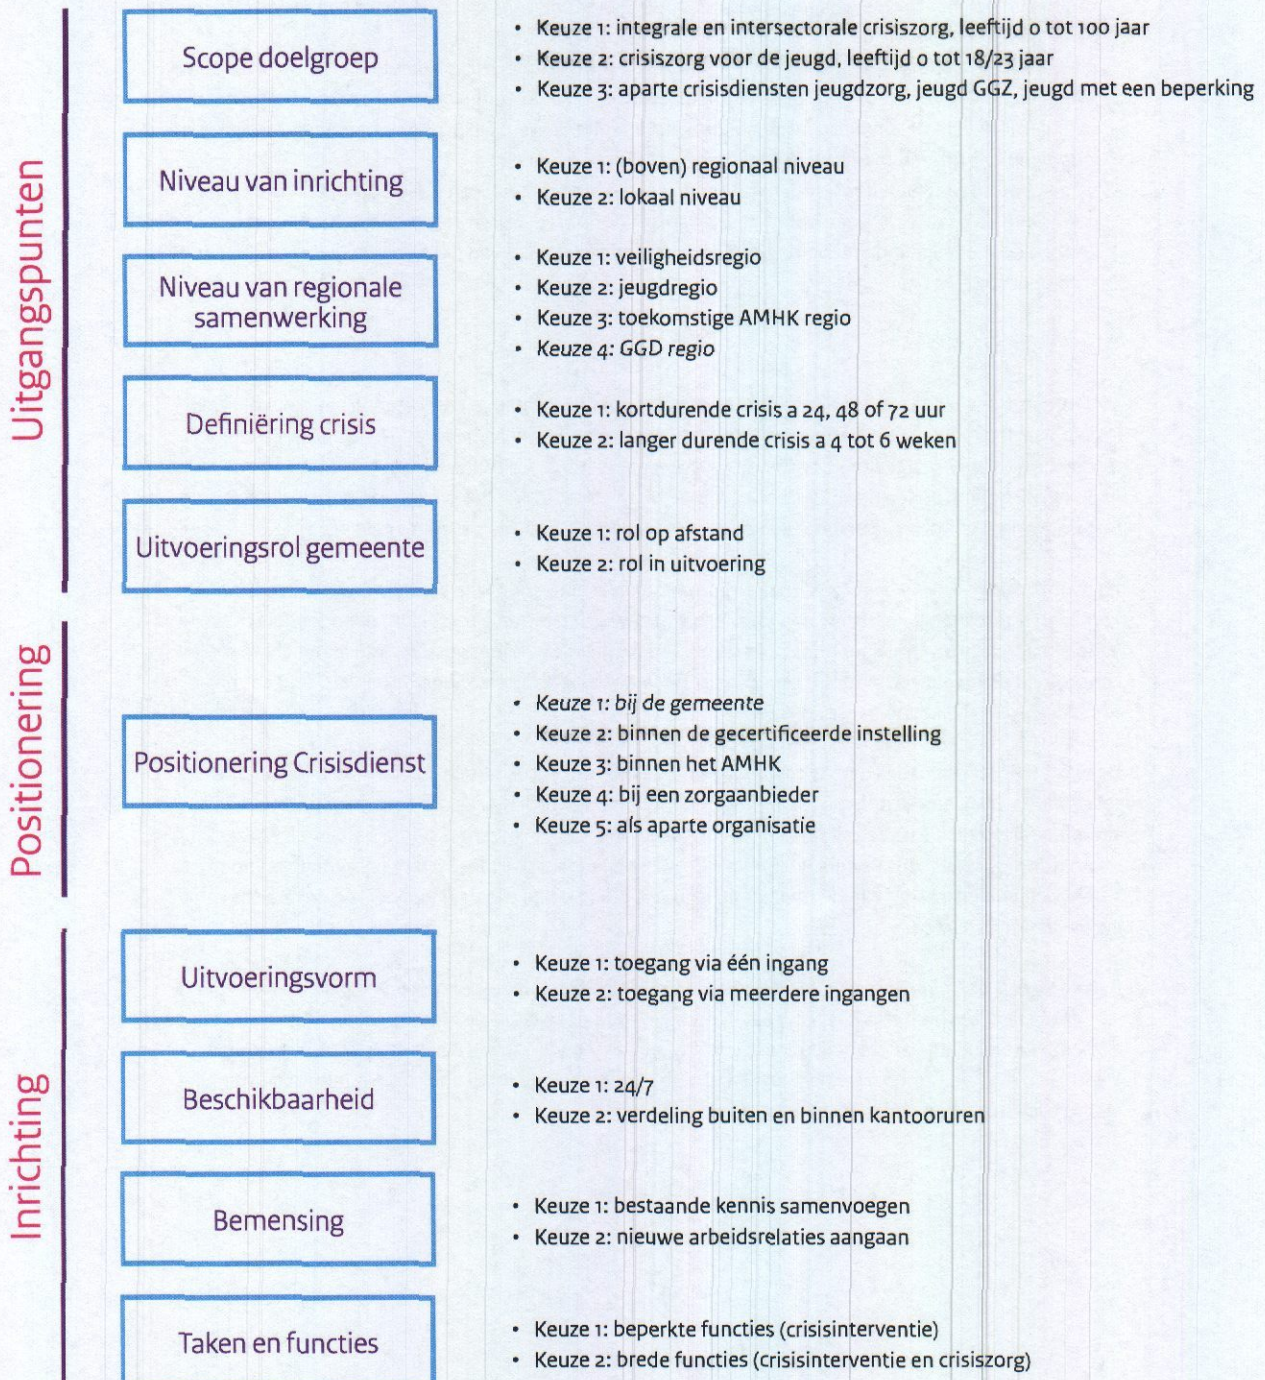 Uitgangspunten
Scope doelgroep
• Keuze 1: integrale en intersectorale crisiszorg, leeftijd 0 tot 100 jaar
• Keuze 2: crisiszorg voor de jeugd, leeftijd 0 tot 18/23 jaar
• Keuze 3: aparte crisisdiensten jeugdzorg, jeugd GGZ, jeugd met een beperking
Niveau van inrichting
• Keuze 1: (boven) regionaal niveau
• Keuze 2: lokaal niveau
Niveau van regionale
samenwerking
• Keuze 1: veiligheidsregio
• Keuze 2: jeugdregio
• Keuze 3: toekomstige AMHK regio
• Keuze 4: GGD regio
Definiëring crisis
• Keuze 1: kortdurende crisis a 24, 48 of 72 uur
• Keuze 2: langer durende crisis a 4 tot 6 weken
Uitvoeringsrol gemeente
• Keuze 1: rol op afstand
• Keuze 2: rol in uitvoering
Positionering
Positionering Crisisdienst
• Keuze 1: bij de gemeente
• Keuze 2: binnen de gecertificeerde instelling
• Keuze 3: binnen het AMHK
• Keuze 4: bij een zorgaanbieder
• Keuze 5: als aparte organisatie
Inrichting
Uitvoeringsvorm
• Keuze 1: toegang via één ingang
• Keuze 2: toegang via meerdere ingangen
Beschikbaarheid
• Keuze 1: 24/7
• Keuze 2: verdeling buiten en binnen kantooruren
Bemensing
• Keuze 1: bestaande kennis samenvoegen
• Keuze 2: nieuwe arbeidsrelaties aangaan
Taken en functies
• Keuze 1: beperkte functies (crisisinterventie)
• Keuze 2: brede functies (crisisinterventie en crisiszorg)